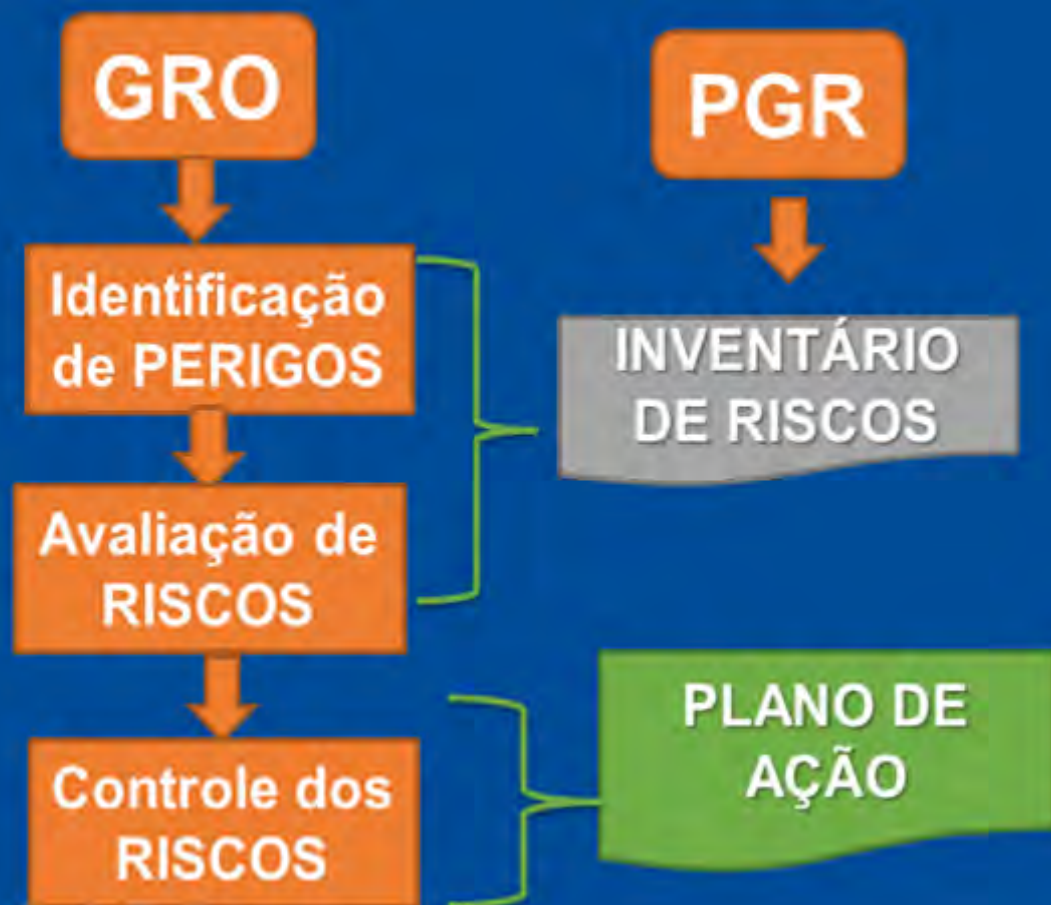 GRO
Identificação
de PERIGOS
Avaliação de
RISCOS
Controle dos
RISCOS
PGR
INVENTÁRIO
DE RISCOS
PLANO DE
AÇÃO